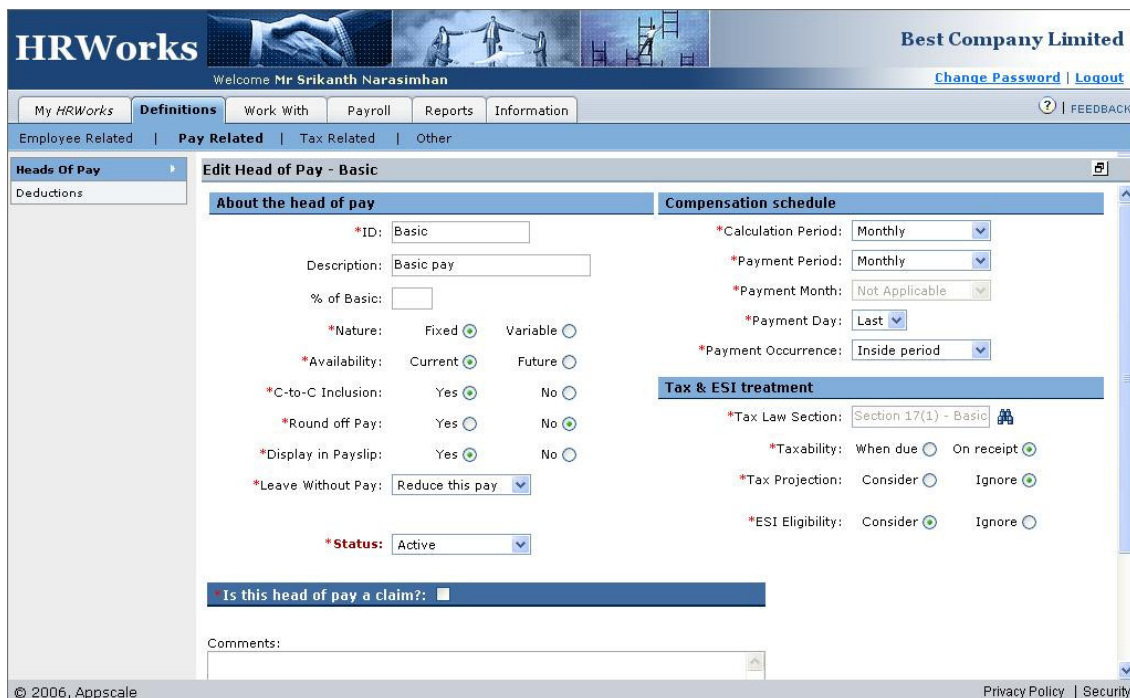 HRWorks
Best Company Limited
Welcome Mr Srikanth Narasimhan
Change Password | Logout
My HRWorks Definitions Work With Payroll Reports Information
? | FEEDBACK
Employee Related | Pay Related | Tax Related | Other
Heads Of Pay
Deductions
Edit Head of Pay - Basic
About the head of pay
*ID: Basic
Description: Basic pay
% of Basic:
*Nature: Fixed Variable
*Availability: Current Future
*C-to-C Inclusion: Yes No
*Round off Pay: Yes No
*Display in Payslip: Yes No
*Leave Without Pay: Reduce this pay
*Status: Active
Compensation schedule
*Calculation Period: Monthly
*Payment Period: Monthly
*Payment Month: Not Applicable
*Payment Day: Last
*Payment Occurrence: Inside period
Tax & ESI treatment
*Tax Law Section: Section 17(1) - Basic
*Taxability: When due On receipt
*Tax Projection: Consider Ignore
*ESI Eligibility: Consider Ignore
*Is this head of pay a claim?:
Comments:
© 2006, Appscale
Privacy Policy | Security